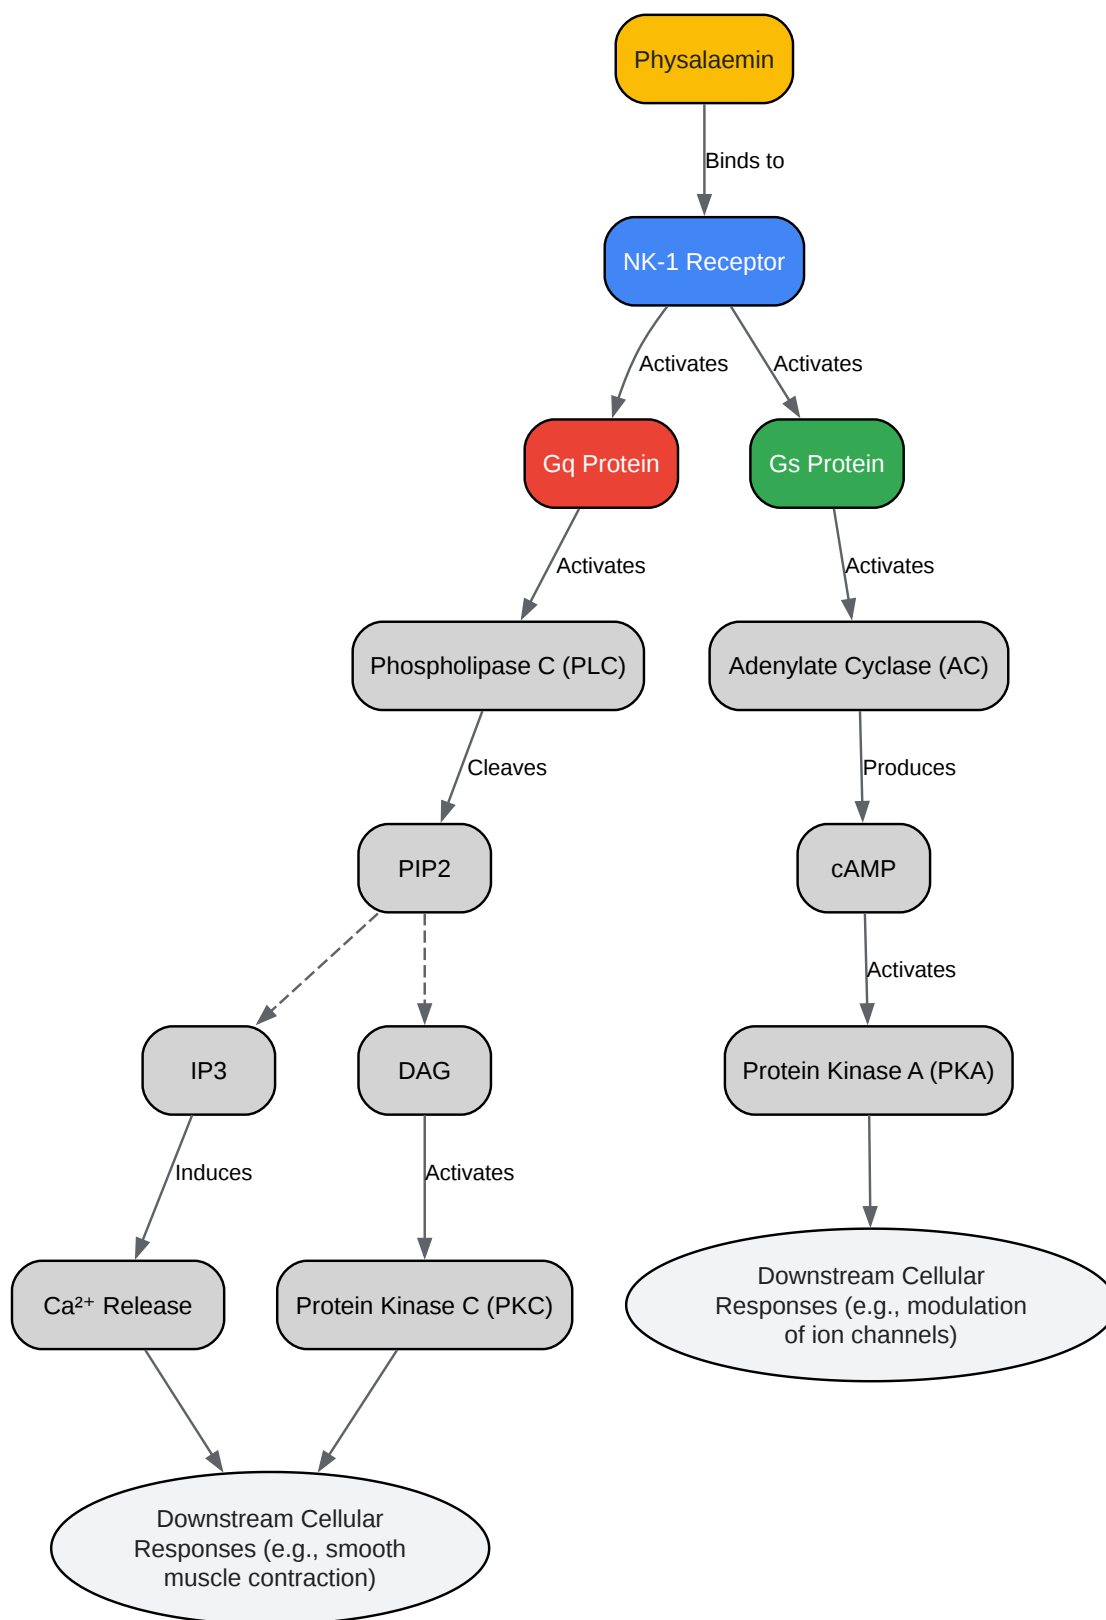 Physalaemin
Binds to
NK-1 Receptor
Activates
Activates
Gq Protein
Gs Protein
Activates
Activates
Phospholipase C (PLC)
Adenylate Cyclase (AC)
Cleaves
Produces
PIP2
cAMP
Activates
IP3
DAG
Protein Kinase A (PKA)
Induces
Activates
Ca²⁺ Release
Protein Kinase C (PKC)
Downstream Cellular
Responses (e.g., modulation
of ion channels)
Downstream Cellular
Responses (e.g., smooth
muscle contraction)